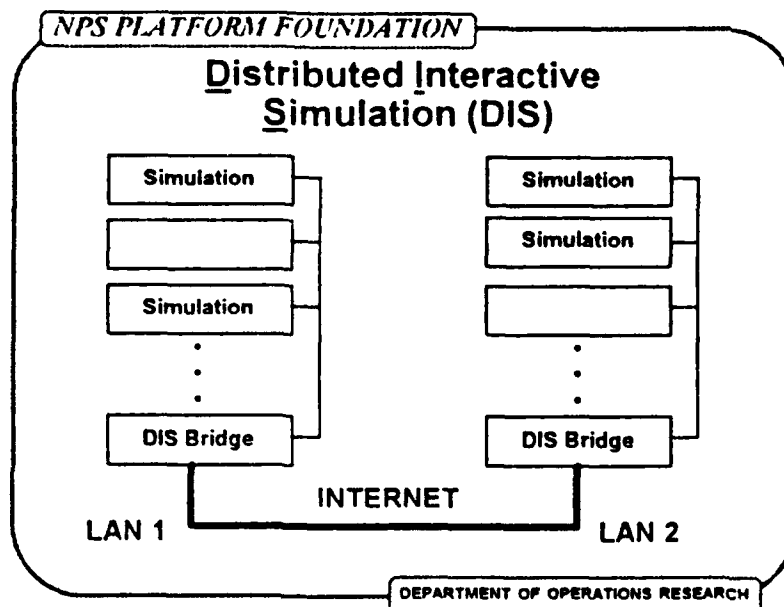 NPS PLATFORM FOUNDATION
Distributed Interactive
Simulation (DIS)
Simulation
Simulation
DIS Bridge
Simulation
Simulation
DIS Bridge
INTERNET
LAN 1
LAN 2
DEPARTMENT OF OPERATIONS RESEARCH